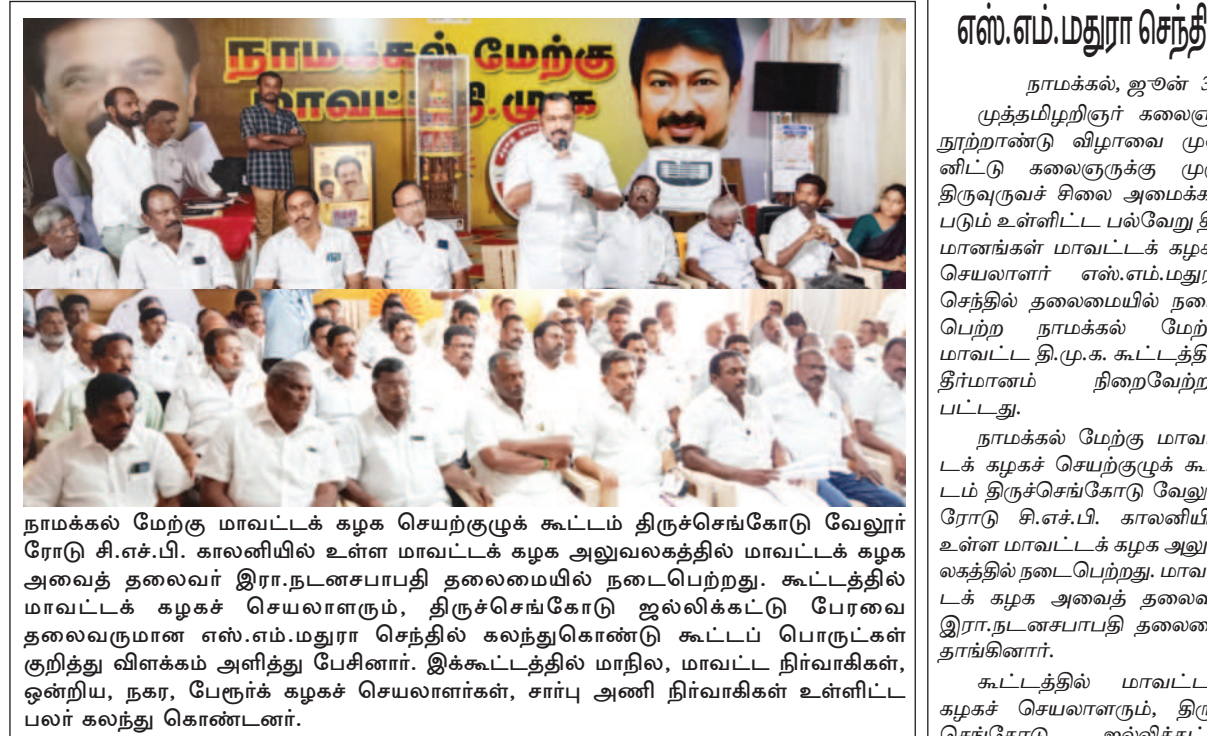 நாமக்கல் மேற்கு
மாவட்ட தி.முக
நாமக்கல் மேற்கு மாவட்டக் கழக செயற்குழுக் கூட்டம் திருச்செங்கோடு வேலூர்
ரோடு சி.எச்.பி. காலனியில் உள்ள மாவட்டக் கழக அலுவலகத்தில் மாவட்டக் கழக
அவைத் தலைவர் இரா.நடனசபாபதி தலைமையில் நடைபெற்றது. கூட்டத்தில்
மாவட்டக் கழகச் செயலாளரும், திருச்செங்கோடு ஜல்லிக்கட்டு பேரவை
தலைவருமான எஸ்.எம்.மதுரா செந்தில் கலந்துகொண்டு கூட்டப் பொருட்கள்
குறித்து விளக்கம் அளித்து பேசினார். இக்கூட்டத்தில் மாநில, மாவட்ட நிர்வாகிகள்,
ஒன்றிய, நகர, பேரூர்க் கழகச் செயலாளர்கள், சார்பு அணி நிர்வாகிகள் உள்ளிட்ட
பலர் கலந்து கொண்டனர்.
எஸ்.எம்.மதுரா செந்தி
நாமக்கல், ஜூன் 3
முத்தமிழறிஞர் கலைஞ
நூற்றாண்டு விழாவை மு
னிட்டு கலைஞருக்கு மு
திருவுருவச் சிலை அமைக்க
படும் உள்ளிட்ட பல்வேறு தீ
மானங்கள் மாவட்டக் கழக
செயலாளர் எஸ்.எம்.மதுர
செந்தில் தலைமையில் நடை
பெற்ற நாமக்கல் மேற்
மாவட்ட தி.மு.க. கூட்டத்தி
தீர்மானம் நிறைவேற்ற
பட்டது.
நாமக்கல் மேற்கு மாவ
டக் கழகச் செயற்குழுக் கூ
டம் திருச்செங்கோடு வேலூ
ரோடு சி.எச்.பி. காலனியி
உள்ள மாவட்டக் கழக அலு
லகத்தில் நடைபெற்றது. மாவ
டக் கழக அவைத் தலைவ
இரா.நடனசபாபதி தலைமை
தாங்கினார்.
கூட்டத்தில் மாவட்ட
கழகச் செயலாளரும், திரு
செங்கோடு ஜல்லிக்கட்